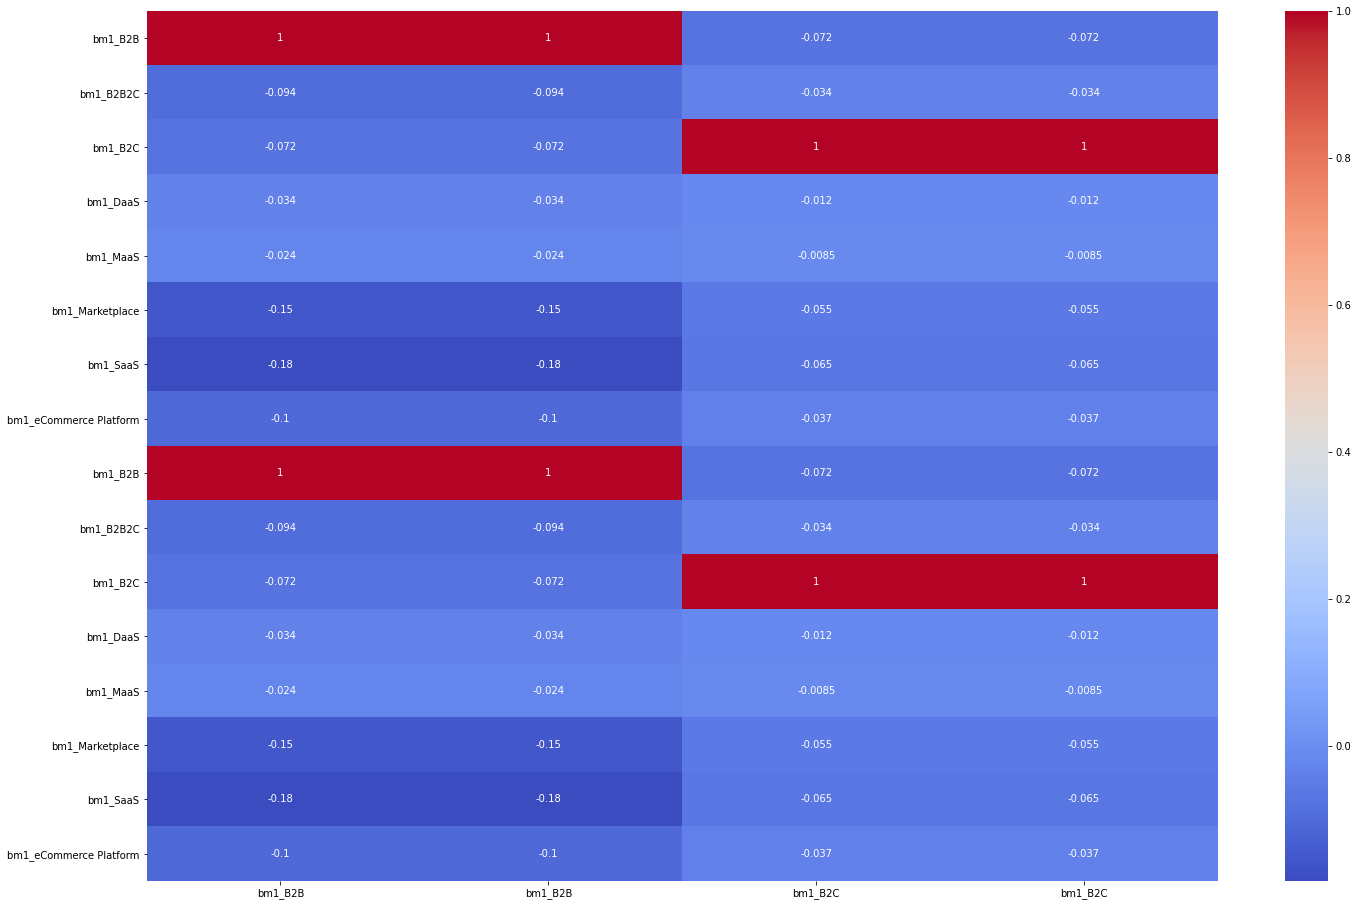 bm1_B2B 1 1 -0.072 -0.072
bm1_B2B2C -0.094 -0.094 -0.034 -0.034
bm1_B2C -0.072 -0.072 1 1
bm1_DaaS -0.034 -0.034 -0.012 -0.012
bm1_MaaS -0.024 -0.024 -0.0085 -0.0085
bm1_Marketplace -0.15 -0.15 -0.055 -0.055
bm1_SaaS -0.18 -0.18 -0.065 -0.065
bm1_eCommerce Platform -0.1 -0.1 -0.037 -0.037
bm1_B2B 1 1 -0.072 -0.072
bm1_B2B2C -0.094 -0.094 -0.034 -0.034
bm1_B2C -0.072 -0.072 1 1
bm1_DaaS -0.034 -0.034 -0.012 -0.012
bm1_MaaS -0.024 -0.024 -0.0085 -0.0085
bm1_Marketplace -0.15 -0.15 -0.055 -0.055
bm1_SaaS -0.18 -0.18 -0.065 -0.065
bm1_eCommerce Platform -0.1 -0.1 -0.037 -0.037
bm1_B2B bm1_B2B bm1_B2C bm1_B2C
1.0
0.8
0.6
0.4
0.2
0.0